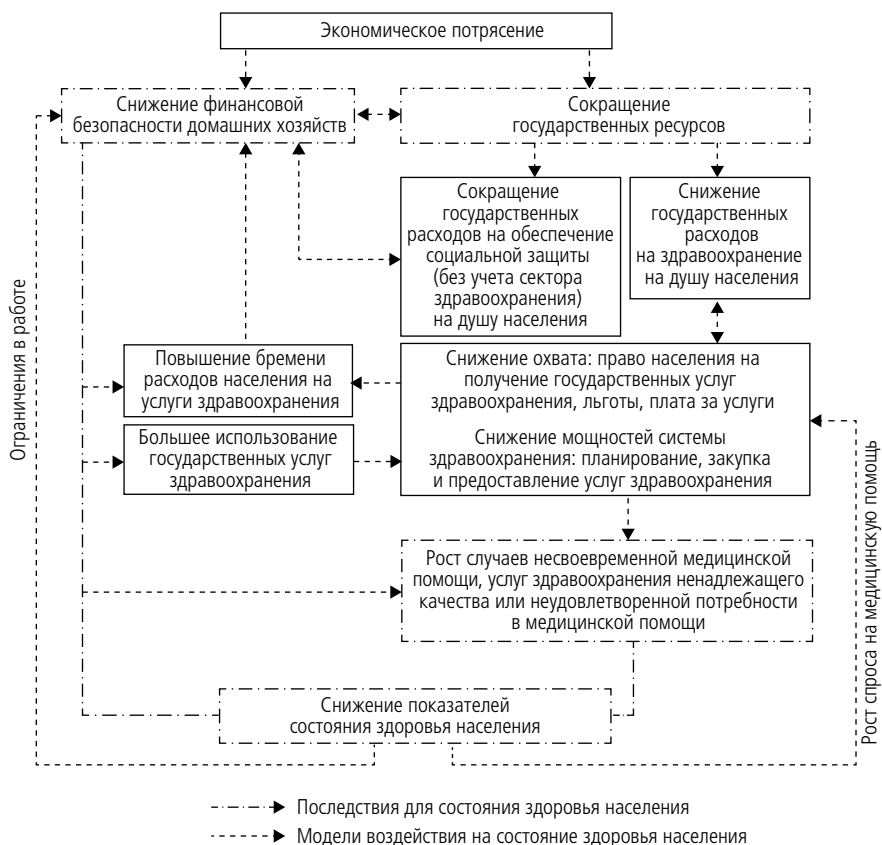 Экономическое потрясение
Снижение финансовой
безопасности домашних хозяйств
Сокращение
государственных ресурсов
Сокращение
государственных
расходов на обеспечение
социальной защиты
(без учета сектора
здравоохранения)
на душу населения
Снижение
государственных
расходов
на здравоохранение
на душу населения
Ограничения в работе
Повышение бремени
расходов населения на
услуги здравоохранения
Большее использование
государственных услуг
здравоохранения
Снижение охвата: право населения на
получение государственных услуг
здравоохранения, льготы, плата за услуги
Снижение мощностей системы
здравоохранения: планирование, закупка
и предоставление услуг здравоохранения
Рост спроса на медицинскую помощь
Рост случаев несвоевременной медицинской
помощи, услуг здравоохранения ненадлежащего
качества или неудовлетворенной потребности
в медицинской помощи
Снижение показателей
состояния здоровья населения
Последствия для состояния здоровья населения
Модели воздействия на состояние здоровья населения